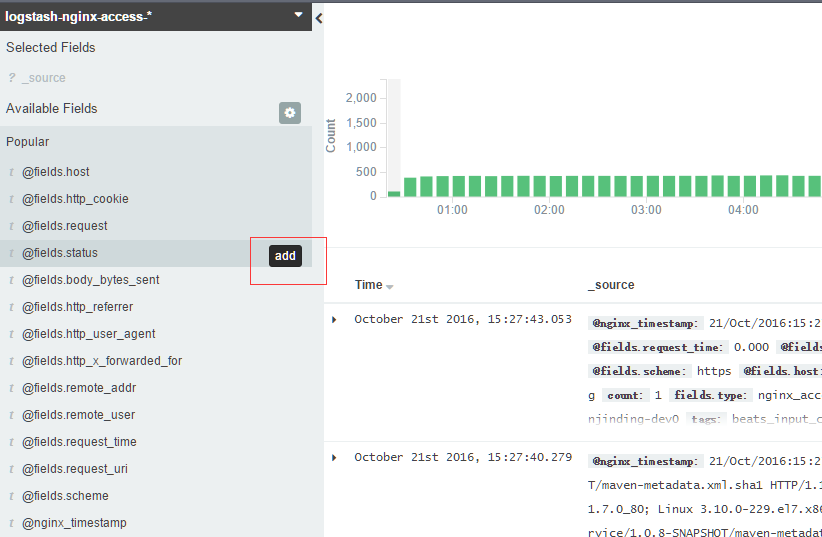 logstash-nginx-access-*
Selected Fields
? _source
Available Fields
Popular
t @fields.host
t @fields.http_cookie
t @fields.request
t @fields.status add
t @fields.body_bytes_sent
t @fields.http_referrer
t @fields.http_user_agent
t @fields.http_x_forwarded_for
t @fields.remote_addr
t @fields.remote_user
t @fields.request_time
t @fields.request_uri
t @fields.scheme
t @nginx_timestamp
Count
2,000
1,500
1,000
500
0
01:00 02:00 03:00 04:00
Time _source
October 21st 2016, 15:27:43.053 @nginx_timestamp: 21/Oct/2016:15:2
@fields.request_time: 0.000 @fields
@fields.scheme: https @fields.host:
g count: 1 fields.type: nginx_acc
njinding-dev0 tags: beats_input_c
October 21st 2016, 15:27:40.279 @nginx_timestamp: 21/Oct/2016:15:2
T/maven-metadata.xml.sha1 HTTP/1.1
1.7.0_80; Linux 3.10.0-229.el7.x86
rvice/1.0.8-SNAPSHOT/maven-metadat